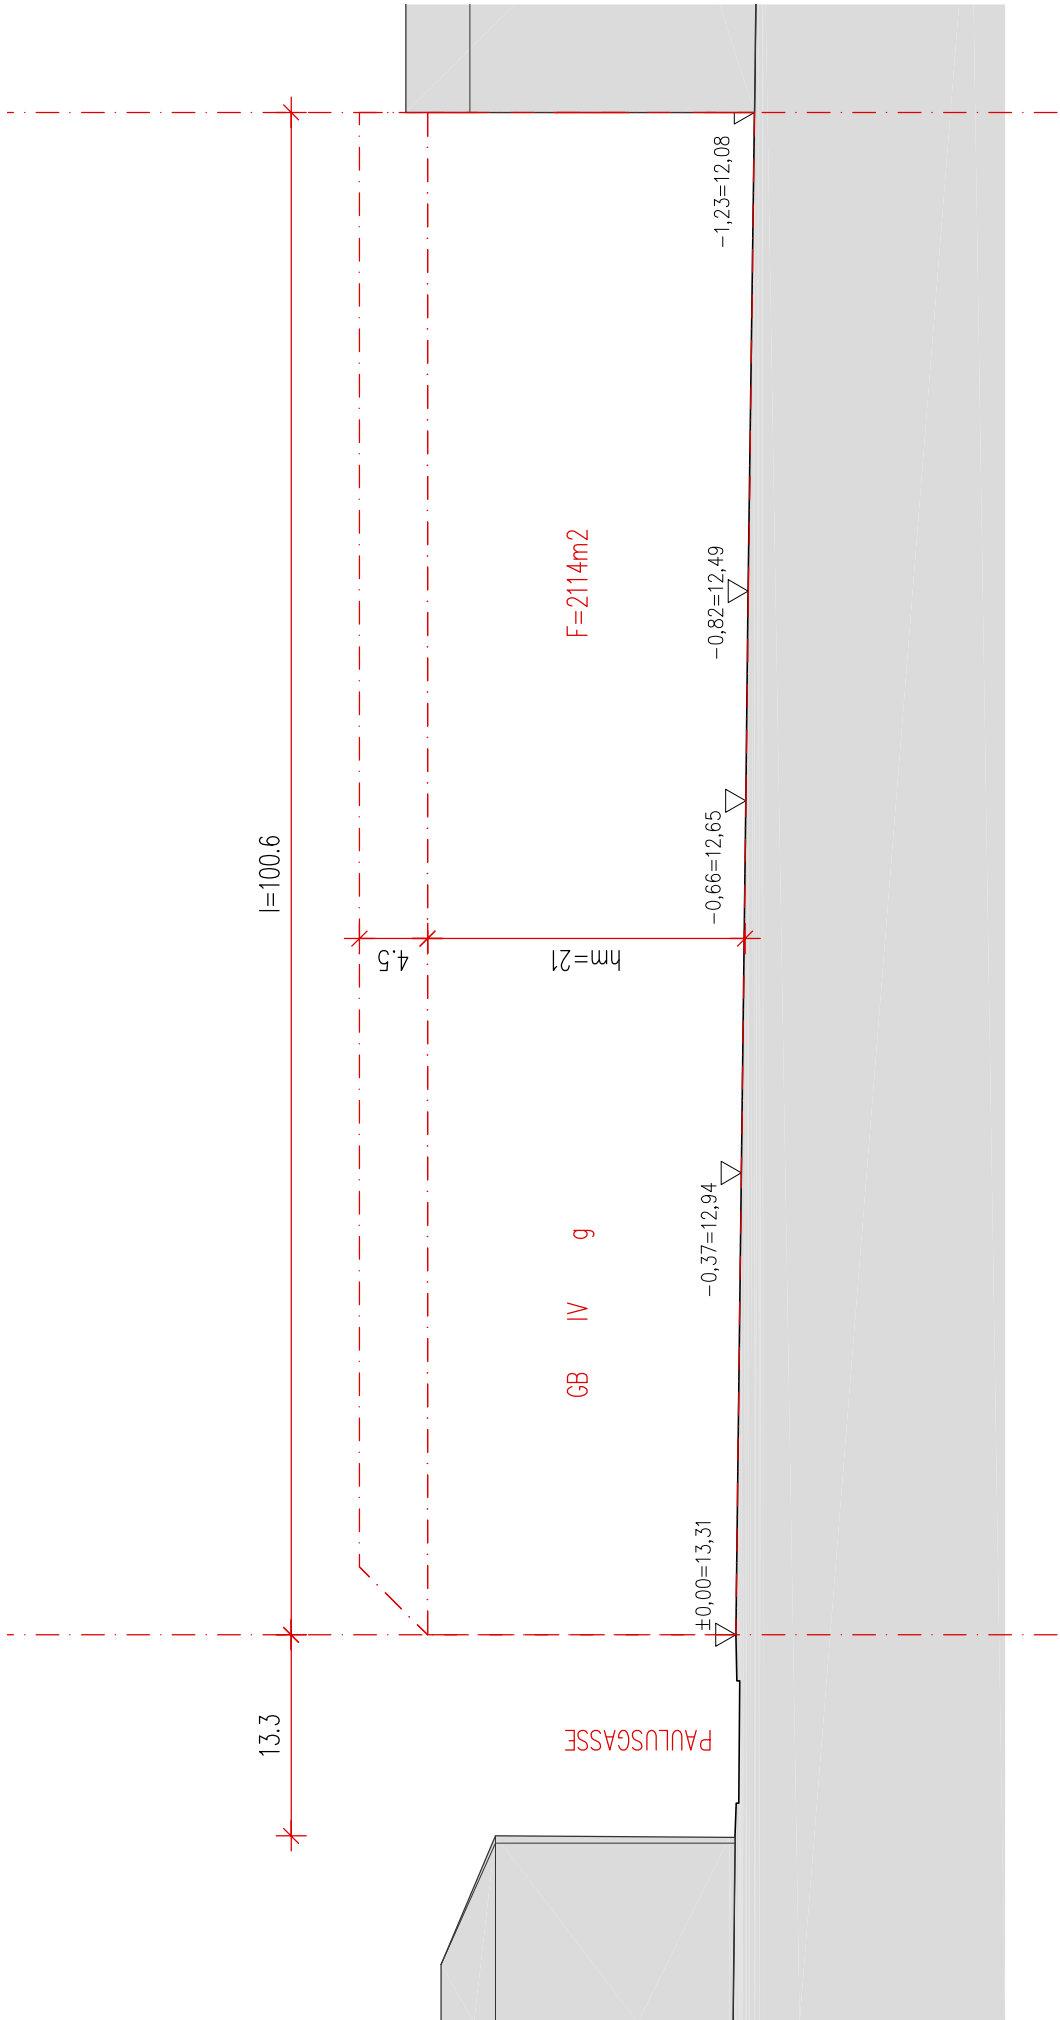 l=100.6
13.3
4.5
hm=21
F=2114m2
GB IV g
PAULUSGASSE
±0,00=13,31
-0,37=12,94
-0,66=12,65
-0,82=12,49
-1,23=12,08